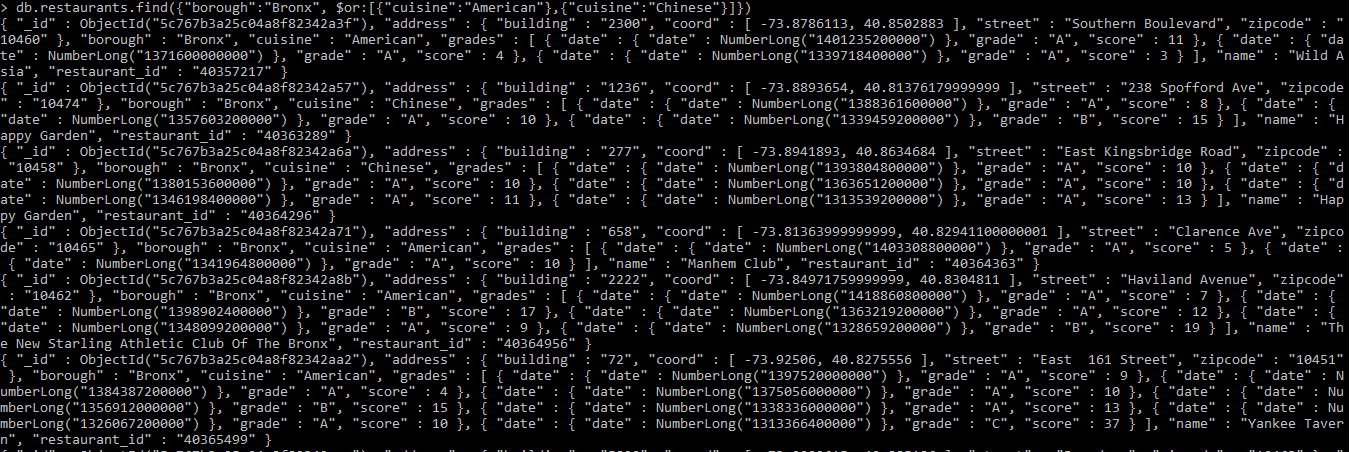 > db.restaurants.find({"borough":"Bronx", $or:[{"cuisine":"American"},{"cuisine":"Chinese"}]})
{ "_id" : ObjectId("5c767b3a25c04a8f82342a3f"), "address" : { "building" : "2300", "coord" : [ -73.8786113, 40.8502883 ], "street" : "Southern Boulevard", "zipcode" : "
10460" }, "borough" : "Bronx", "cuisine" : "American", "grades" : [ { "date" : { "date" : NumberLong("1401235200000") }, "grade" : "A", "score" : 11 }, { "date" : { "da
te" : NumberLong("1371600000000") }, "grade" : "A", "score" : 4 }, { "date" : { "date" : NumberLong("1339718400000") }, "grade" : "A", "score" : 3 } ], "name" : "Wild A
sia", "restaurant_id" : "40357217" }
{ "_id" : ObjectId("5c767b3a25c04a8f82342a57"), "address" : { "building" : "1236", "coord" : [ -73.8893654, 40.81376179999999 ], "street" : "238 Spofford Ave", "zipcode
" : "10474" }, "borough" : "Bronx", "cuisine" : "Chinese", "grades" : [ { "date" : { "date" : NumberLong("1388361600000") }, "grade" : "A", "score" : 8 }, { "date" : {
"date" : NumberLong("1357603200000") }, "grade" : "A", "score" : 10 }, { "date" : { "date" : NumberLong("1339459200000") }, "grade" : "B", "score" : 15 } ], "name" : "H
appy Garden", "restaurant_id" : "40363289" }
{ "_id" : ObjectId("5c767b3a25c04a8f82342a6a"), "address" : { "building" : "277", "coord" : [ -73.8941893, 40.8634684 ], "street" : "East Kingsbridge Road", "zipcode" :
 "10458" }, "borough" : "Bronx", "cuisine" : "Chinese", "grades" : [ { "date" : { "date" : NumberLong("1393804800000") }, "grade" : "A", "score" : 10 }, { "date" : { "d
ate" : NumberLong("1380153600000") }, "grade" : "A", "score" : 10 }, { "date" : { "date" : NumberLong("1363651200000") }, "grade" : "A", "score" : 10 }, { "date" : { "d
ate" : NumberLong("1346198400000") }, "grade" : "A", "score" : 11 }, { "date" : { "date" : NumberLong("1313539200000") }, "grade" : "A", "score" : 13 } ], "name" : "Hap
py Garden", "restaurant_id" : "40364296" }
{ "_id" : ObjectId("5c767b3a25c04a8f82342a71"), "address" : { "building" : "658", "coord" : [ -73.81363999999999, 40.82941100000001 ], "street" : "Clarence Ave", "zipco
de" : "10465" }, "borough" : "Bronx", "cuisine" : "American", "grades" : [ { "date" : { "date" : NumberLong("1403308800000") }, "grade" : "A", "score" : 5 }, { "date" :
 { "date" : NumberLong("1341964800000") }, "grade" : "A", "score" : 10 } ], "name" : "Manhem Club", "restaurant_id" : "40364363" }
{ "_id" : ObjectId("5c767b3a25c04a8f82342a8b"), "address" : { "building" : "2222", "coord" : [ -73.84971759999999, 40.8304811 ], "street" : "Haviland Avenue", "zipcode"
 : "10462" }, "borough" : "Bronx", "cuisine" : "American", "grades" : [ { "date" : { "date" : NumberLong("1418860800000") }, "grade" : "A", "score" : 7 }, { "date" : {
"date" : NumberLong("1398902400000") }, "grade" : "B", "score" : 17 }, { "date" : { "date" : NumberLong("1363219200000") }, "grade" : "A", "score" : 12 }, { "date" : {
"date" : NumberLong("1348099200000") }, "grade" : "A", "score" : 9 }, { "date" : { "date" : NumberLong("1328659200000") }, "grade" : "B", "score" : 19 } ], "name" : "Th
e New Starling Athletic Club Of The Bronx", "restaurant_id" : "40364956" }
{ "_id" : ObjectId("5c767b3a25c04a8f82342aa2"), "address" : { "building" : "72", "coord" : [ -73.92506, 40.8275556 ], "street" : "East  161 Street", "zipcode" : "10451"
 }, "borough" : "Bronx", "cuisine" : "American", "grades" : [ { "date" : { "date" : NumberLong("1397520000000") }, "grade" : "A", "score" : 9 }, { "date" : { "date" : N
umberLong("1384387200000") }, "grade" : "A", "score" : 4 }, { "date" : { "date" : NumberLong("1375056000000") }, "grade" : "A", "score" : 10 }, { "date" : { "date" : Nu
mberLong("1356912000000") }, "grade" : "B", "score" : 15 }, { "date" : { "date" : NumberLong("1338336000000") }, "grade" : "A", "score" : 13 }, { "date" : { "date" : Nu
mberLong("1326067200000") }, "grade" : "A", "score" : 10 }, { "date" : { "date" : NumberLong("1313366400000") }, "grade" : "C", "score" : 37 } ], "name" : "Yankee Taver
n", "restaurant_id" : "40365499" }